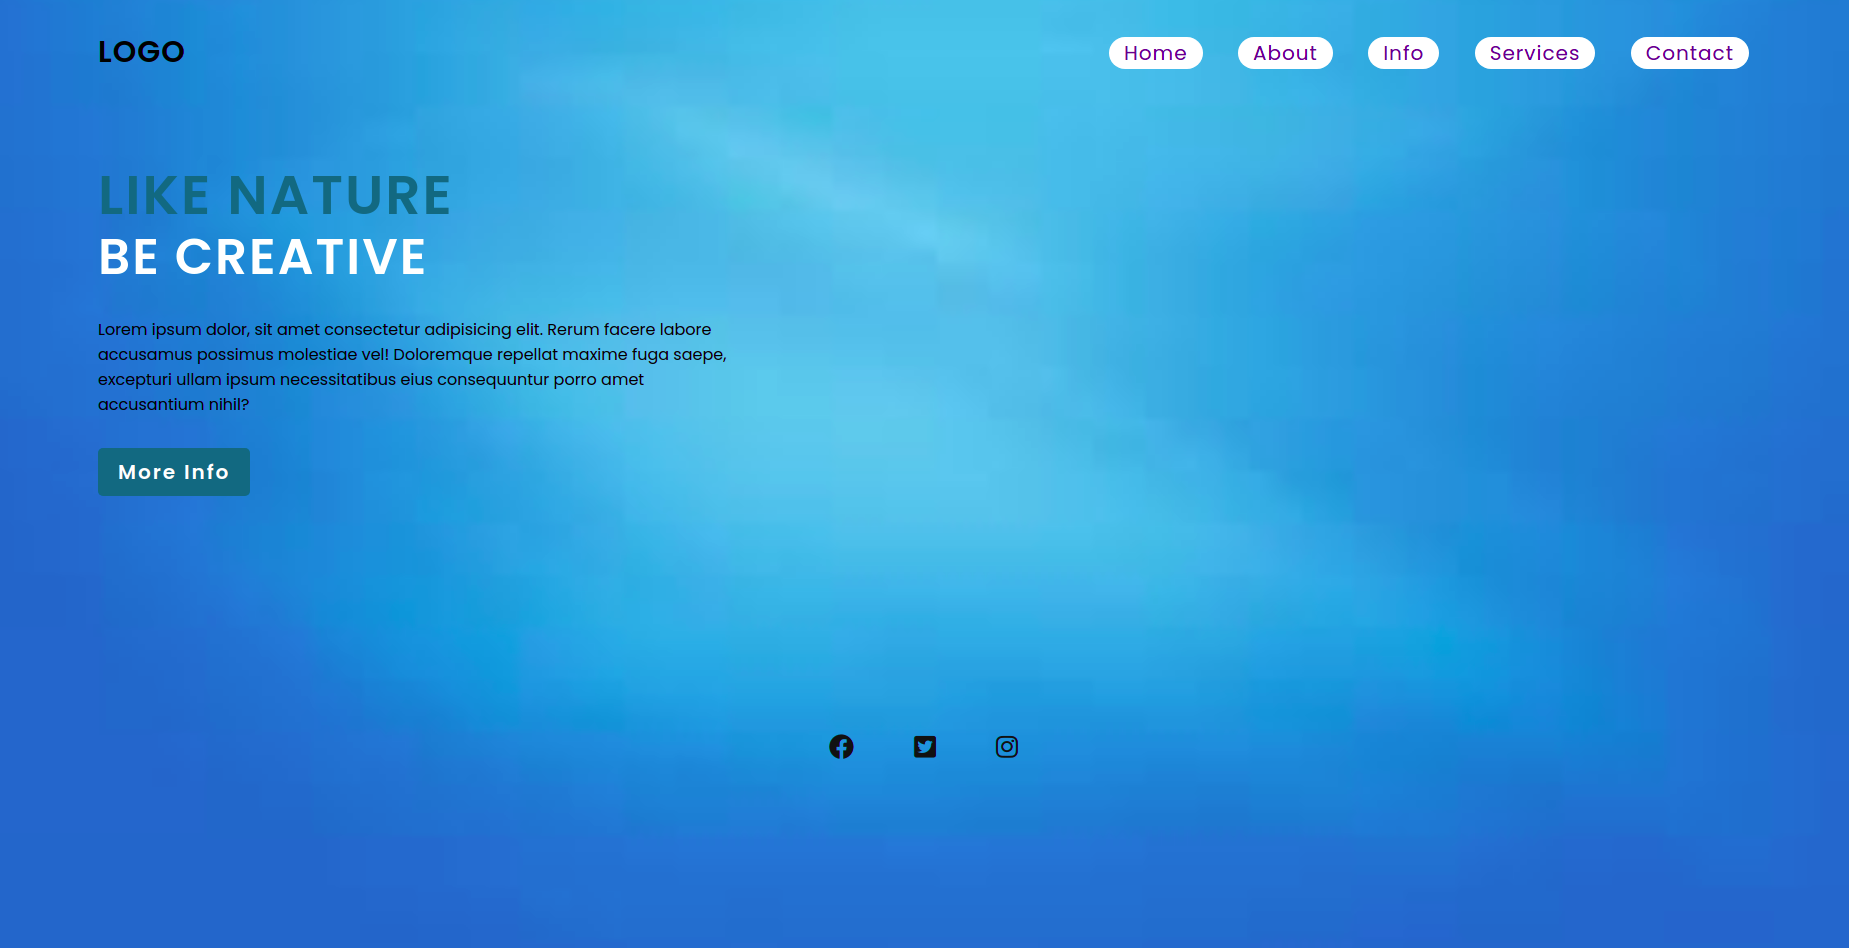 LOGO
Home About Info Services Contact
LIKE NATURE
BE CREATIVE
Lorem ipsum dolor, sit amet consectetur adipisicing elit. Rerum facere labore
accusamus possimus molestiae vel! Doloremque repellat maxime fuga saepe,
excepturi ullam ipsum necessitatibus eius consequuntur porro amet
accusantium nihil?
More Info